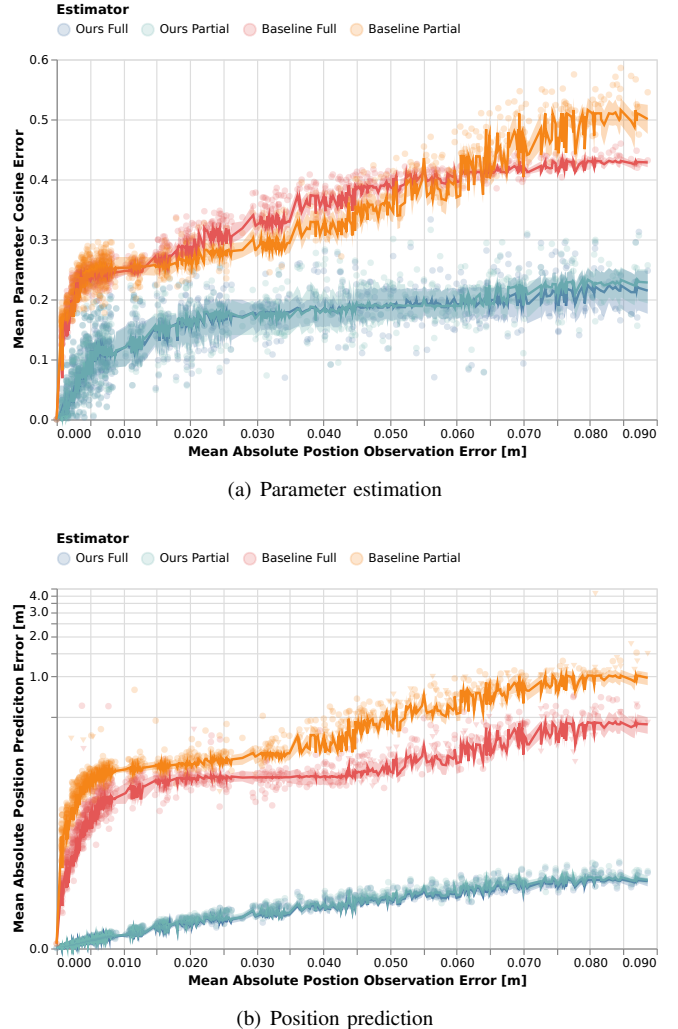 Estimator
Ours Full Ours Partial Baseline Full Baseline Partial
0.6
0.5
0.4
0.3
0.2
0.1
0.0
Mean Parameter Cosine Error
0.000 0.010 0.020 0.030 0.040 0.050 0.060 0.070 0.080 0.090
Mean Absolute Postion Observation Error [m]
(a) Parameter estimation
Estimator
Ours Full Ours Partial Baseline Full Baseline Partial
4.0
3.0
2.0
1.0
0.0
Mean Absolute Position Prediciton Error [m]
0.000 0.010 0.020 0.030 0.040 0.050 0.060 0.070 0.080 0.090
Mean Absolute Postion Observation Error [m]
(b) Position prediction